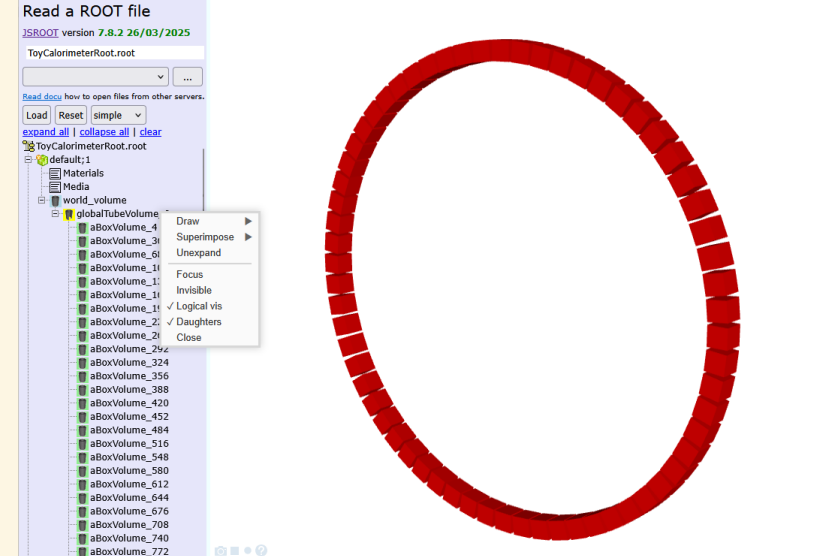 Read a ROOT file
JSROOT version 7.8.2 26/03/2025
ToyCalorimeterRoot.root
...
Read docu how to open files from other servers.
Load Reset simple
expand all | collapse all | clear
ToyCalorimeterRoot.root
default;1
Materials
Media
world_volume
globalTubeVolume
aBoxVolume_4
Draw
Superimpose
Unexpand
Focus
Invisible
✓ Logical vis
✓ Daughters
Close
aBoxVolume_292
aBoxVolume_324
aBoxVolume_356
aBoxVolume_388
aBoxVolume_420
aBoxVolume_452
aBoxVolume_484
aBoxVolume_516
aBoxVolume_548
aBoxVolume_580
aBoxVolume_612
aBoxVolume_644
aBoxVolume_676
aBoxVolume_708
aBoxVolume_740
aBoxVolume_772